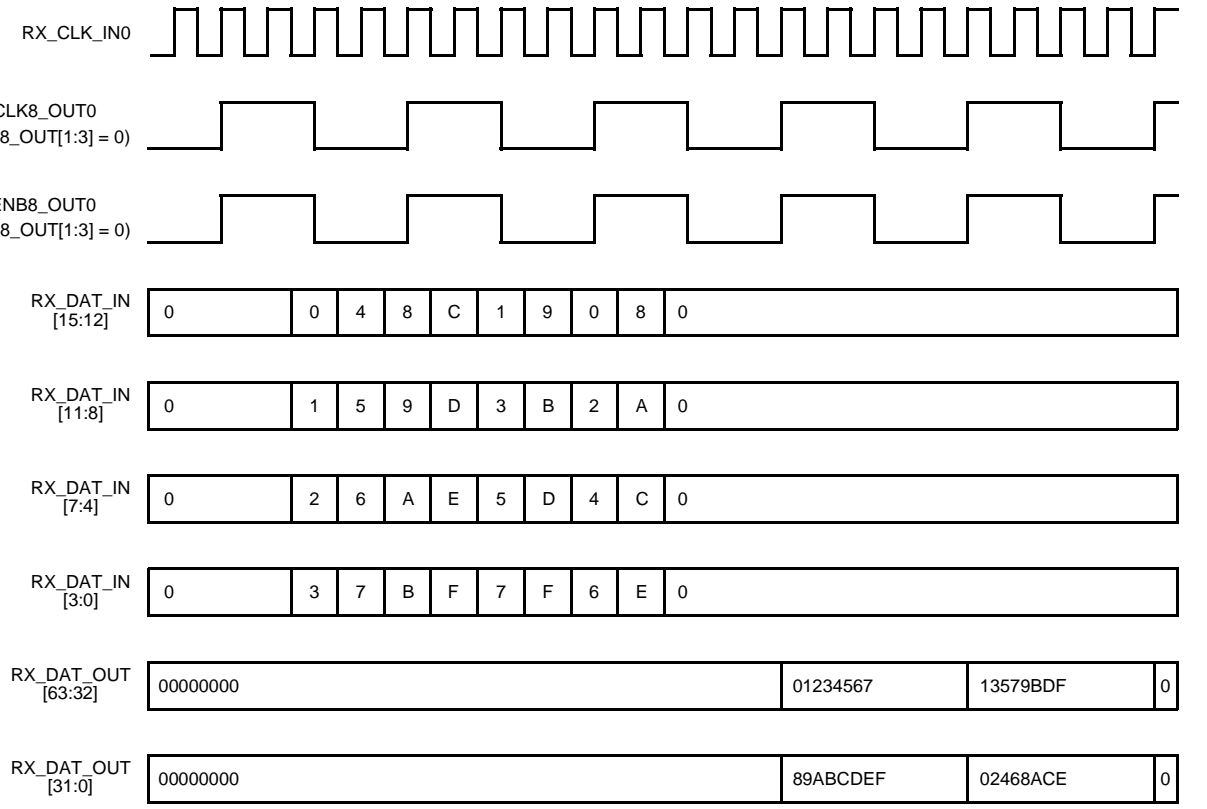 RX_CLK_IN0
CLK8_OUT0
8_OUT[1:3] = 0)
ENB8_OUT0
8_OUT[1:3] = 0)
RX_DAT_IN
[15:12]
0 0 4 8 C 1 9 0 8 0
RX_DAT_IN
[11:8]
0 1 5 9 D 3 B 2 A 0
RX_DAT_IN
[7:4]
0 2 6 A E 5 D 4 C 0
RX_DAT_IN
[3:0]
0 3 7 B F 7 F 6 E 0
RX_DAT_OUT
[63:32]
00000000 01234567 13579BDF 0
RX_DAT_OUT
[31:0]
00000000 89ABCDEF 02468ACE 0